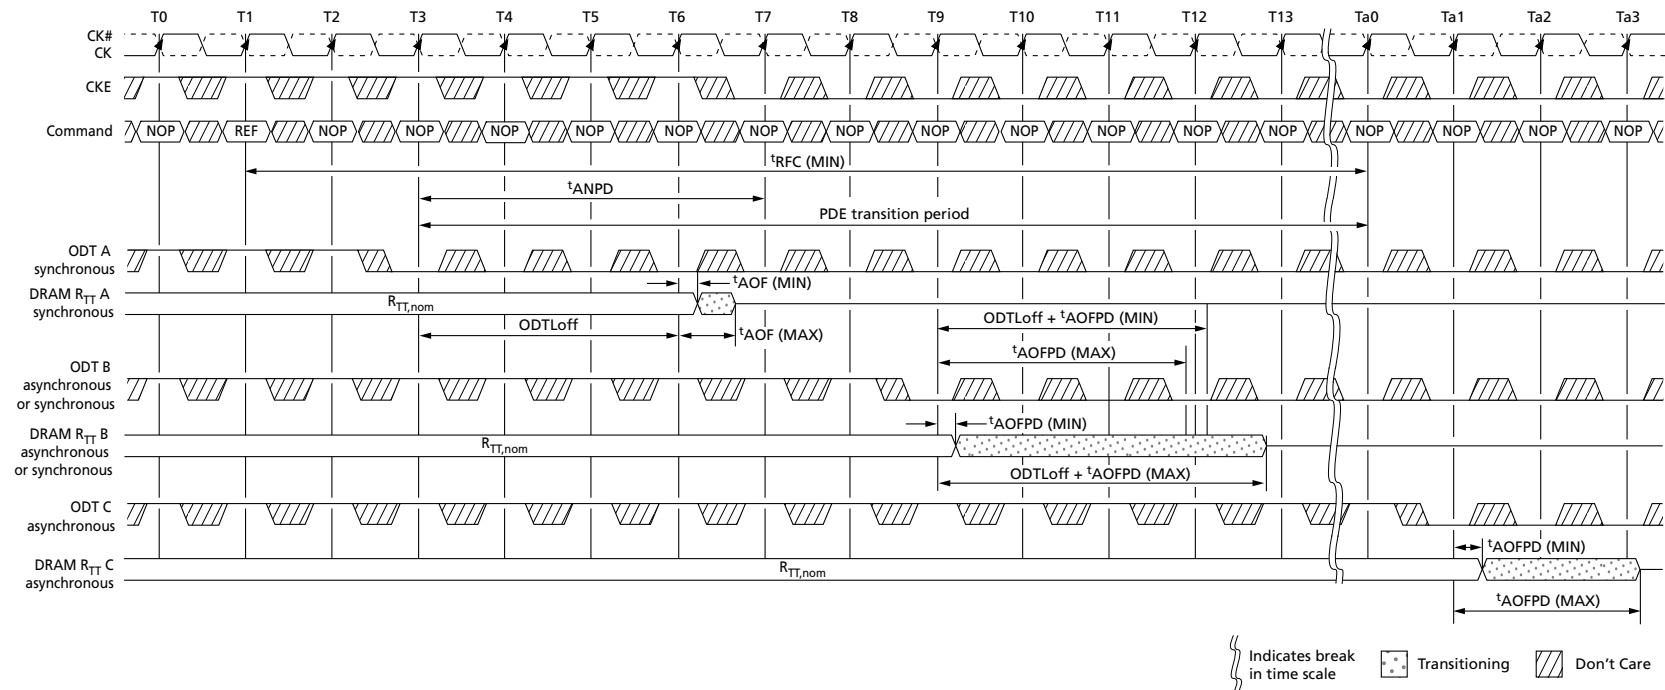 T0 T1 T2 T3 T4 T5 T6 T7 T8 T9 T10 T11 T12 T13 Ta0 Ta1 Ta2 Ta3
CK#
CK
CKE
Command NOP REF NOP NOP NOP NOP NOP NOP NOP NOP NOP NOP NOP NOP NOP NOP NOP NOP
tRFC (MIN)
tANPD
PDE transition period
ODT A
synchronous
tAOF (MIN)
DRAM RTT A
synchronous
RTT,nom
ODTLoff + tAOFPD (MIN)
ODTLoff
tAOF (MAX)
tAOFPD (MAX)
ODT B
asynchronous
or synchronous
tAOFPD (MIN)
DRAM RTT B
asynchronous
or synchronous
RTT,nom
ODTLoff + tAOFPD (MAX)
ODT C
asynchronous
tAOFPD (MIN)
DRAM RTT C
asynchronous
RTT,nom
tAOFPD (MAX)
Indicates break
in time scale
Transitioning
Don't Care